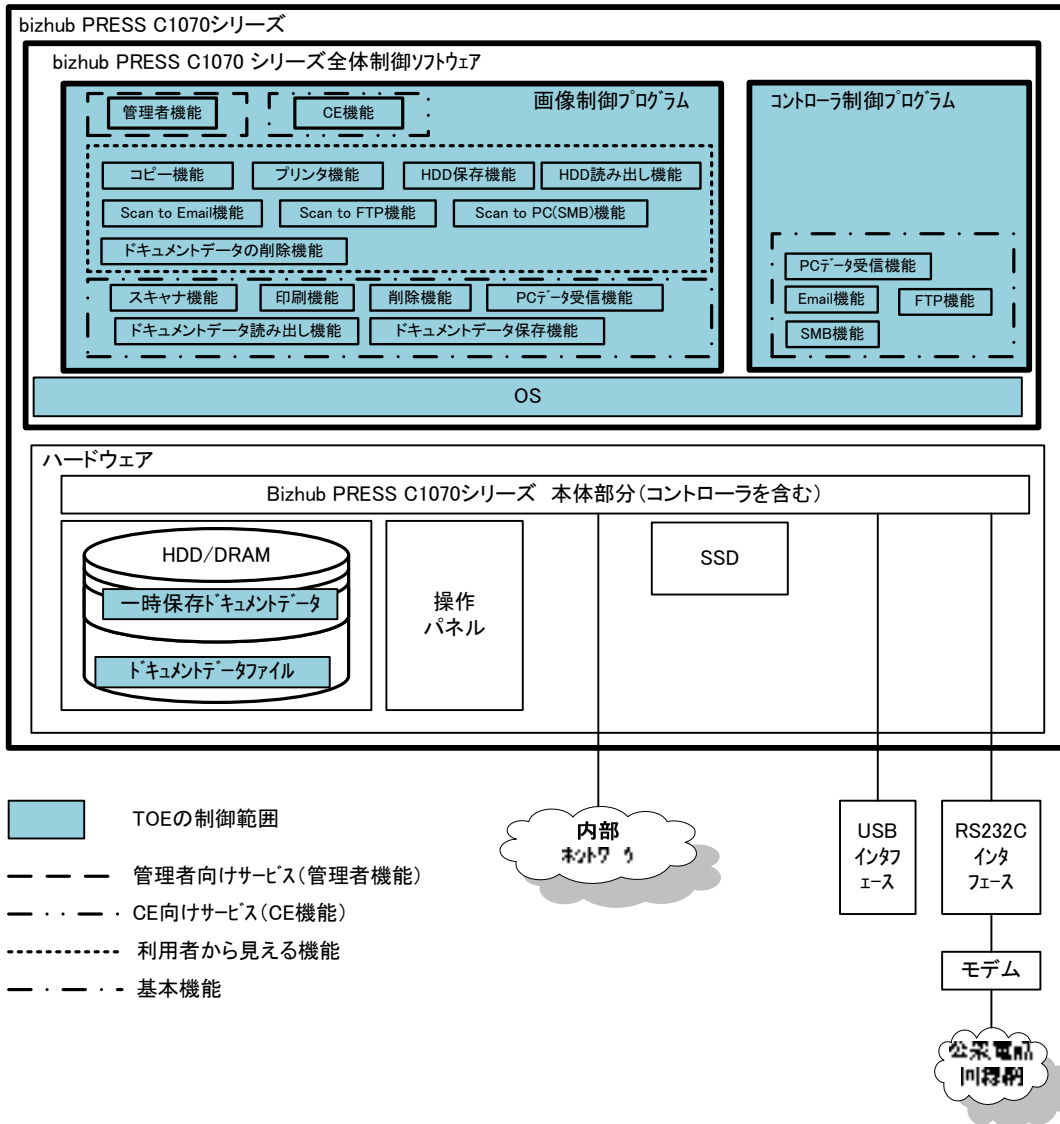 bizhub PRESS C1070シリーズ
bizhub PRESS C1070 シリーズ全体制御ソフトウェア
画像制御プログラム
管理者機能
CE機能
コピー機能
プリンタ機能
HDD保存機能
HDD読み出し機能
Scan to Email機能
Scan to FTP機能
Scan to PC(SMB)機能
ドキュメントデータの削除機能
スキャナ機能
印刷機能
削除機能
PCデータ受信機能
ドキュメントデータ読み出し機能
ドキュメントデータ保存機能
コントローラ制御プログラム
PCデータ受信機能
Email機能
FTP機能
SMB機能
OS
ハードウェア
Bizhub PRESS C1070シリーズ 本体部分(コントローラを含む)
HDD/DRAM
一時保存ドキュメントデータ
ドキュメントデータファイル
操作
パネル
SSD
内部
USB
インタフ
ェース
RS232C
インタ
フェース
モデム
公衆電話
回線網
TOEの制御範囲
管理者向けサービス(管理者機能)
CE向けサービス(CE機能)
利用者から見える機能
基本機能